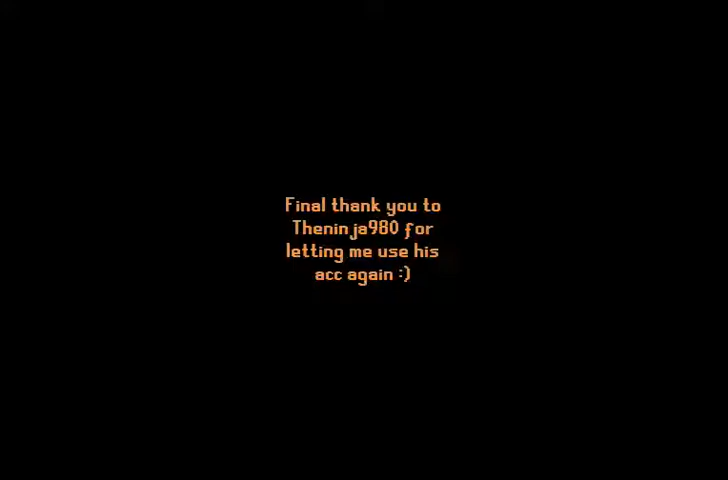 Final thank you to
Theninja980 for
letting me use his
acc again :)